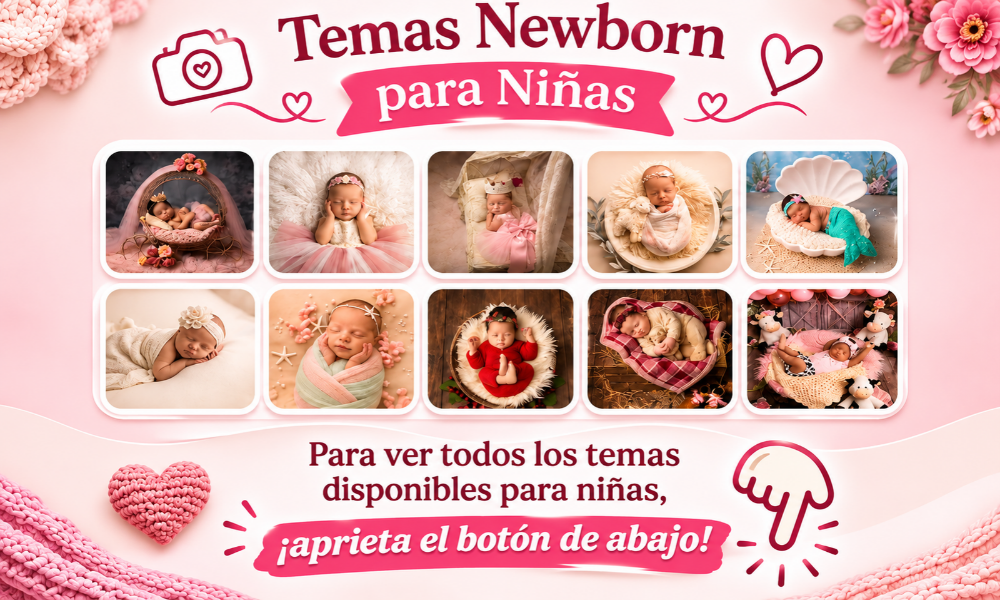 Temas Newborn
para Niñas
Para ver todos los temas
disponibles para niñas,
¡aprieta el botón de abajo!